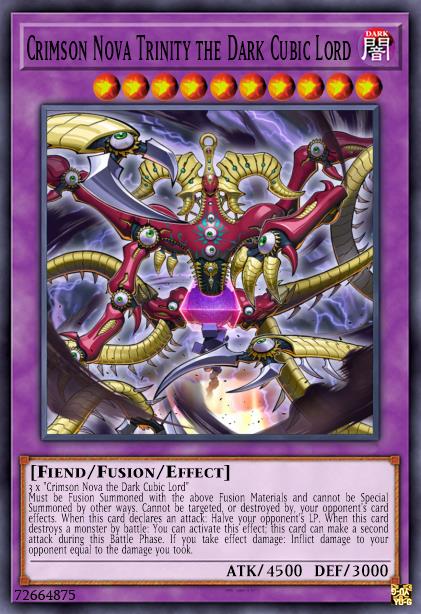 Crimson Nova Trinity the Dark Cubic Lord
DARK
闇
[Fiend/Fusion/Effect]
3 x "Crimson Nova the Dark Cubic Lord"
Must be Fusion Summoned with the above Fusion Materials and cannot be Special
Summoned by other ways. Cannot be targeted, or destroyed by, your opponent's card
effects. When this card declares an attack: Halve your opponent's LP. When this card
destroys a monster by battle: You can activate this effect; this card can make a second
attack during this Battle Phase. If you take effect damage: Inflict damage to your
opponent equal to the damage you took.
ATK/4500 DEF/3000
72664875